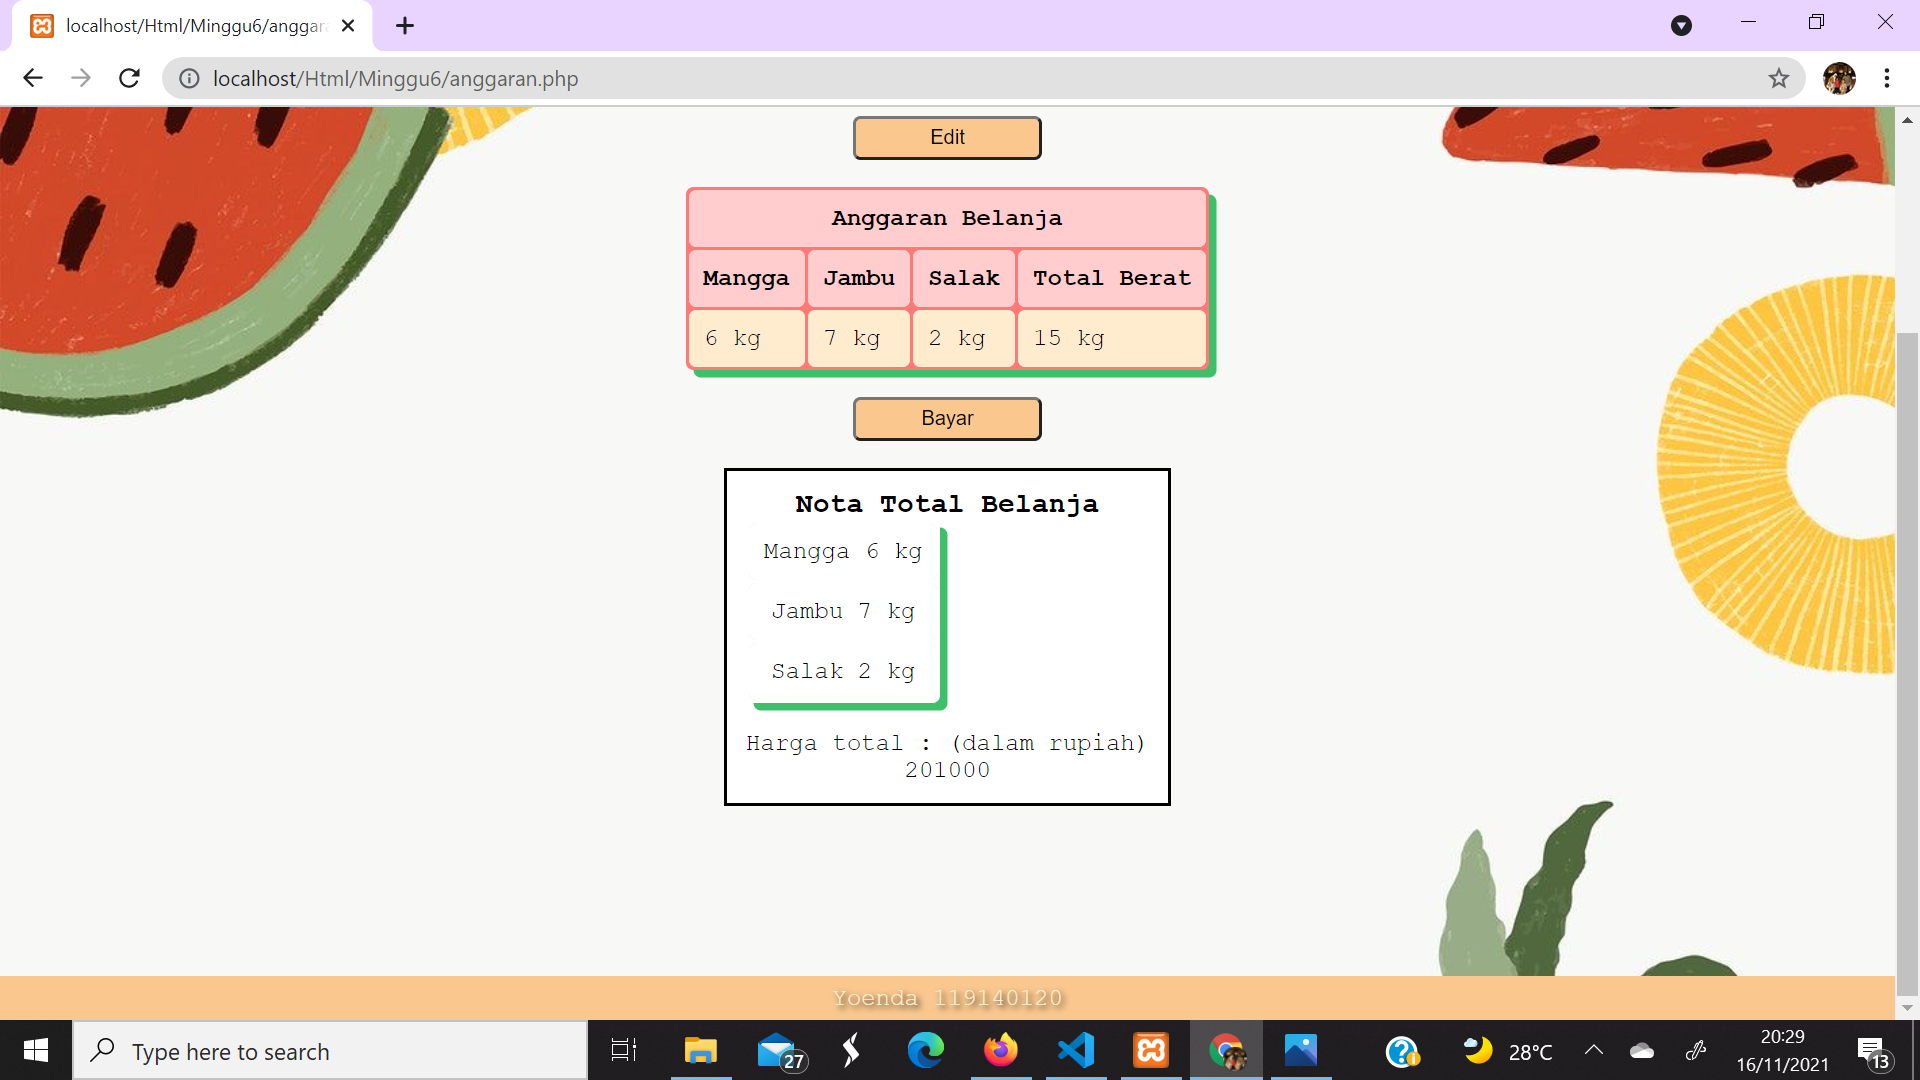 localhost/Html/Minggu6/anggar
localhost/Html/Minggu6/anggaran.php
Edit
Anggaran Belanja
Mangga Jambu Salak Total Berat
6 kg 7 kg 2 kg 15 kg
Bayar
Nota Total Belanja
Mangga 6 kg
Jambu 7 kg
Salak 2 kg
Harga total : (dalam rupiah)
201000
Yoenda 119140120
Type here to search
27
28°C
20:29
16/11/2021
13